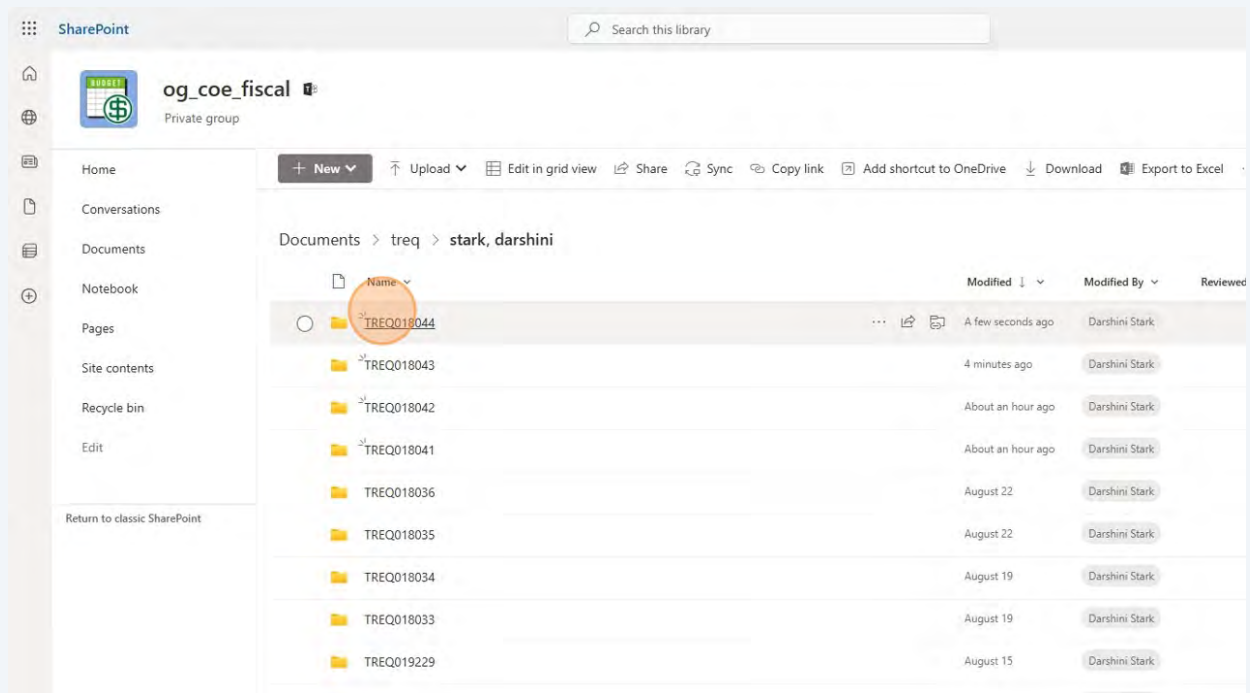 SharePoint
Search this library
BUDGET
og_coe_fiscal
Private group
Home
Conversations
Documents
Notebook
Pages
Site contents
Recycle bin
Edit
Return to classic SharePoint
New Upload Edit in grid view Share Sync Copy link Add shortcut to OneDrive Download Export to Excel
Documents > treq > stark, darshini
Name Modified ↓ Modified By Reviewed
TREQ018044 ... A few seconds ago Darshini Stark
TREQ018043 4 minutes ago Darshini Stark
TREQ018042 About an hour ago Darshini Stark
TREQ018041 About an hour ago Darshini Stark
TREQ018036 August 22 Darshini Stark
TREQ018035 August 22 Darshini Stark
TREQ018034 August 19 Darshini Stark
TREQ018033 August 19 Darshini Stark
TREQ019229 August 15 Darshini Stark